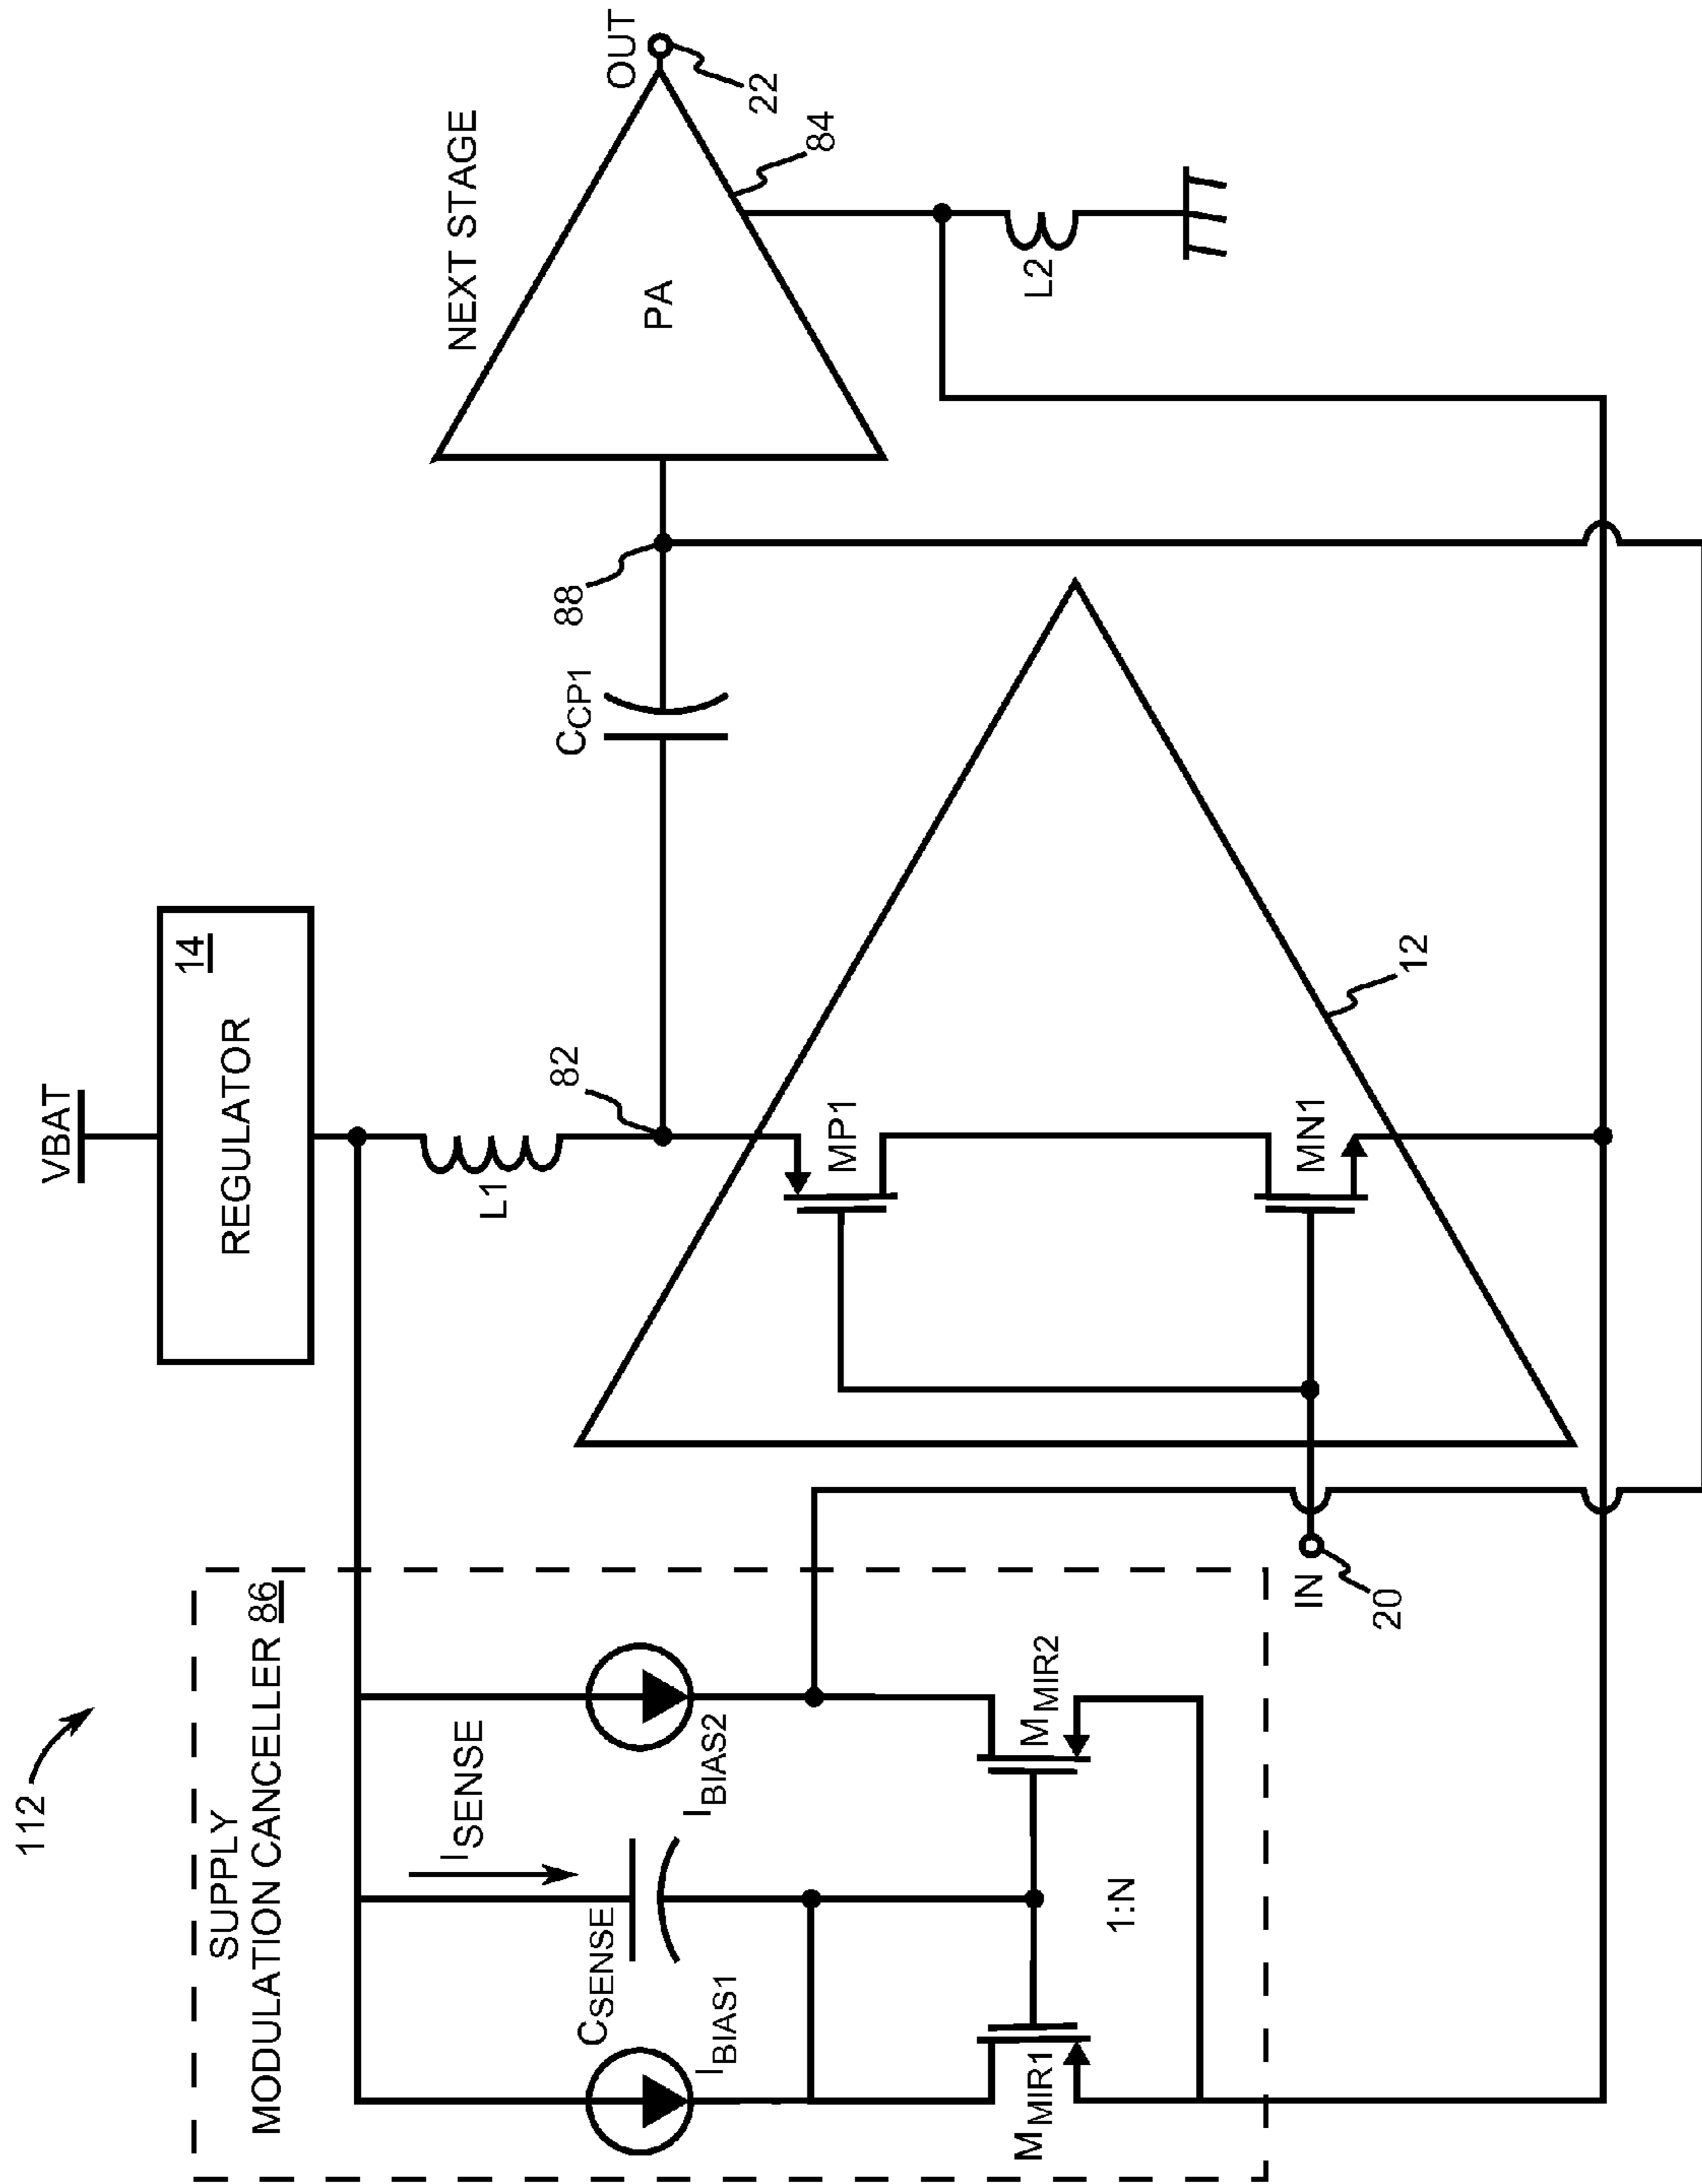 112
SUPPLY
MODULATION CANCELLER 86
ISENSE
CSENSE
IBIAS1
IBIAS2
MMIR1
MMIR2
1:N
VBAT
14
REGULATOR
L1
82
CCP1
88
NEXT STAGE
PA
OUT
22
84
L2
MP1
MN1
12
IN
20